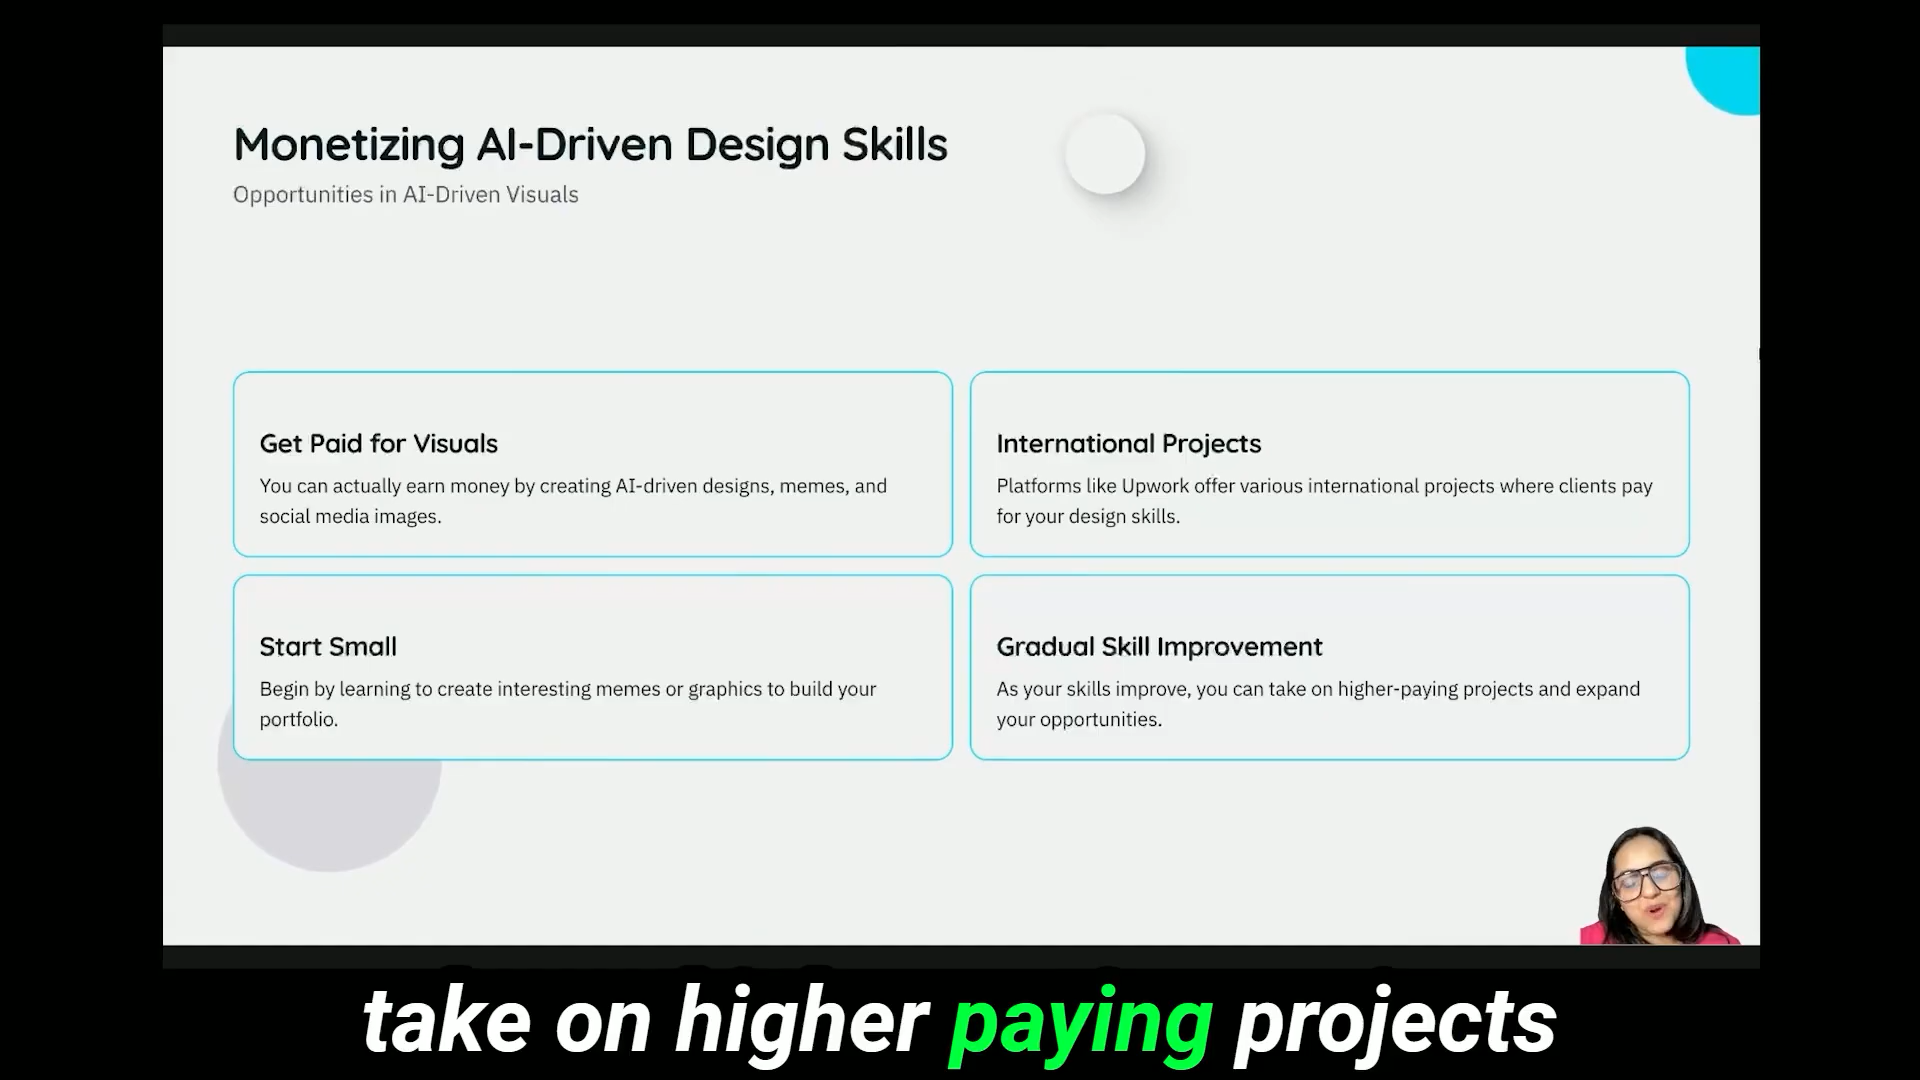 Monetizing AI-Driven Design Skills
Opportunities in AI-Driven Visuals
Get Paid for Visuals
You can actually earn money by creating AI-driven designs, memes, and
social media images.
International Projects
Platforms like Upwork offer various international projects where clients pay
for your design skills.
Start Small
Begin by learning to create interesting memes or graphics to build your
portfolio.
Gradual Skill Improvement
As your skills improve, you can take on higher-paying projects and expand
your opportunities.
take on higher paying projects